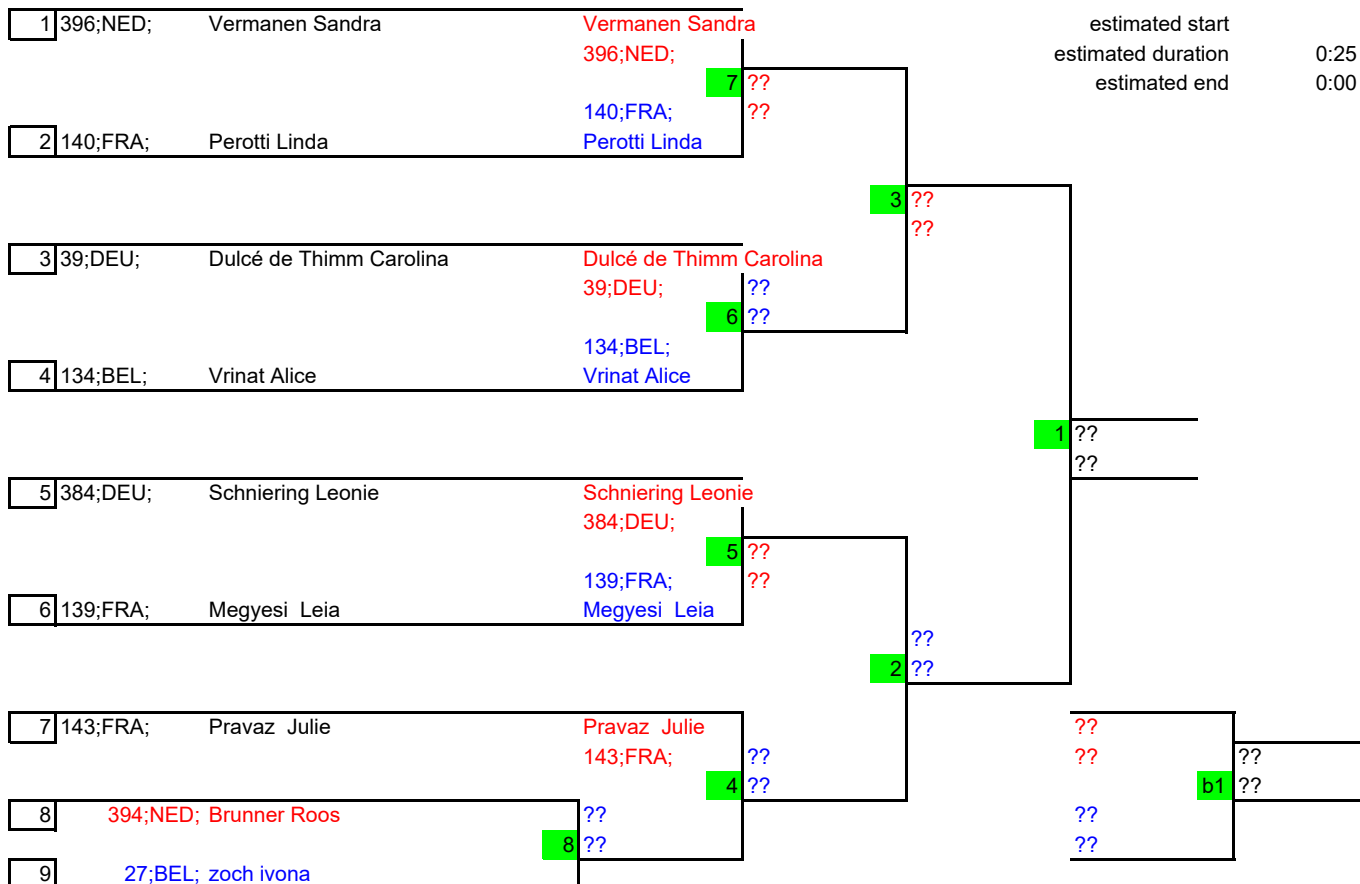 1 396;NED; Vermanen Sandra Vermanen Sandra estimated start
396;NED; estimated duration 0:25
7 ?? estimated end 0:00
140;FRA; ??
2 140;FRA; Perotti Linda Perotti Linda
3 ??
??
3 39;DEU; Dulcé de Thimm Carolina Dulcé de Thimm Carolina
39;DEU; ??
6 ??
134;BEL;
4 134;BEL; Vrinat Alice Vrinat Alice
1 ??
??
5 384;DEU; Schniering Leonie Schniering Leonie
384;DEU;
5 ??
139;FRA; ??
6 139;FRA; Megyesi  Leia Megyesi  Leia
??
2 ??
7 143;FRA; Pravaz  Julie Pravaz  Julie ??
143;FRA; ?? ?? ??
4 ?? b1 ??
8 394;NED; Brunner Roos ?? ??
8 ?? ??
9 27;BEL; zoch ivona